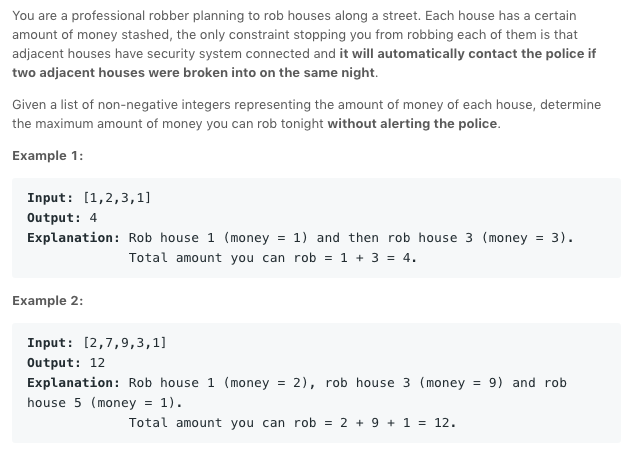 You are a professional robber planning to rob houses along a street. Each house has a certain
amount of money stashed, the only constraint stopping you from robbing each of them is that
adjacent houses have security system connected and it will automatically contact the police if
two adjacent houses were broken into on the same night.
Given a list of non-negative integers representing the amount of money of each house, determine
the maximum amount of money you can rob tonight without alerting the police.
Example 1:
Input: [1,2,3,1]
Output: 4
Explanation: Rob house 1 (money = 1) and then rob house 3 (money = 3).
Total amount you can rob = 1 + 3 = 4.
Example 2:
Input: [2,7,9,3,1]
Output: 12
Explanation: Rob house 1 (money = 2), rob house 3 (money = 9) and rob
house 5 (money = 1).
Total amount you can rob = 2 + 9 + 1 = 12.